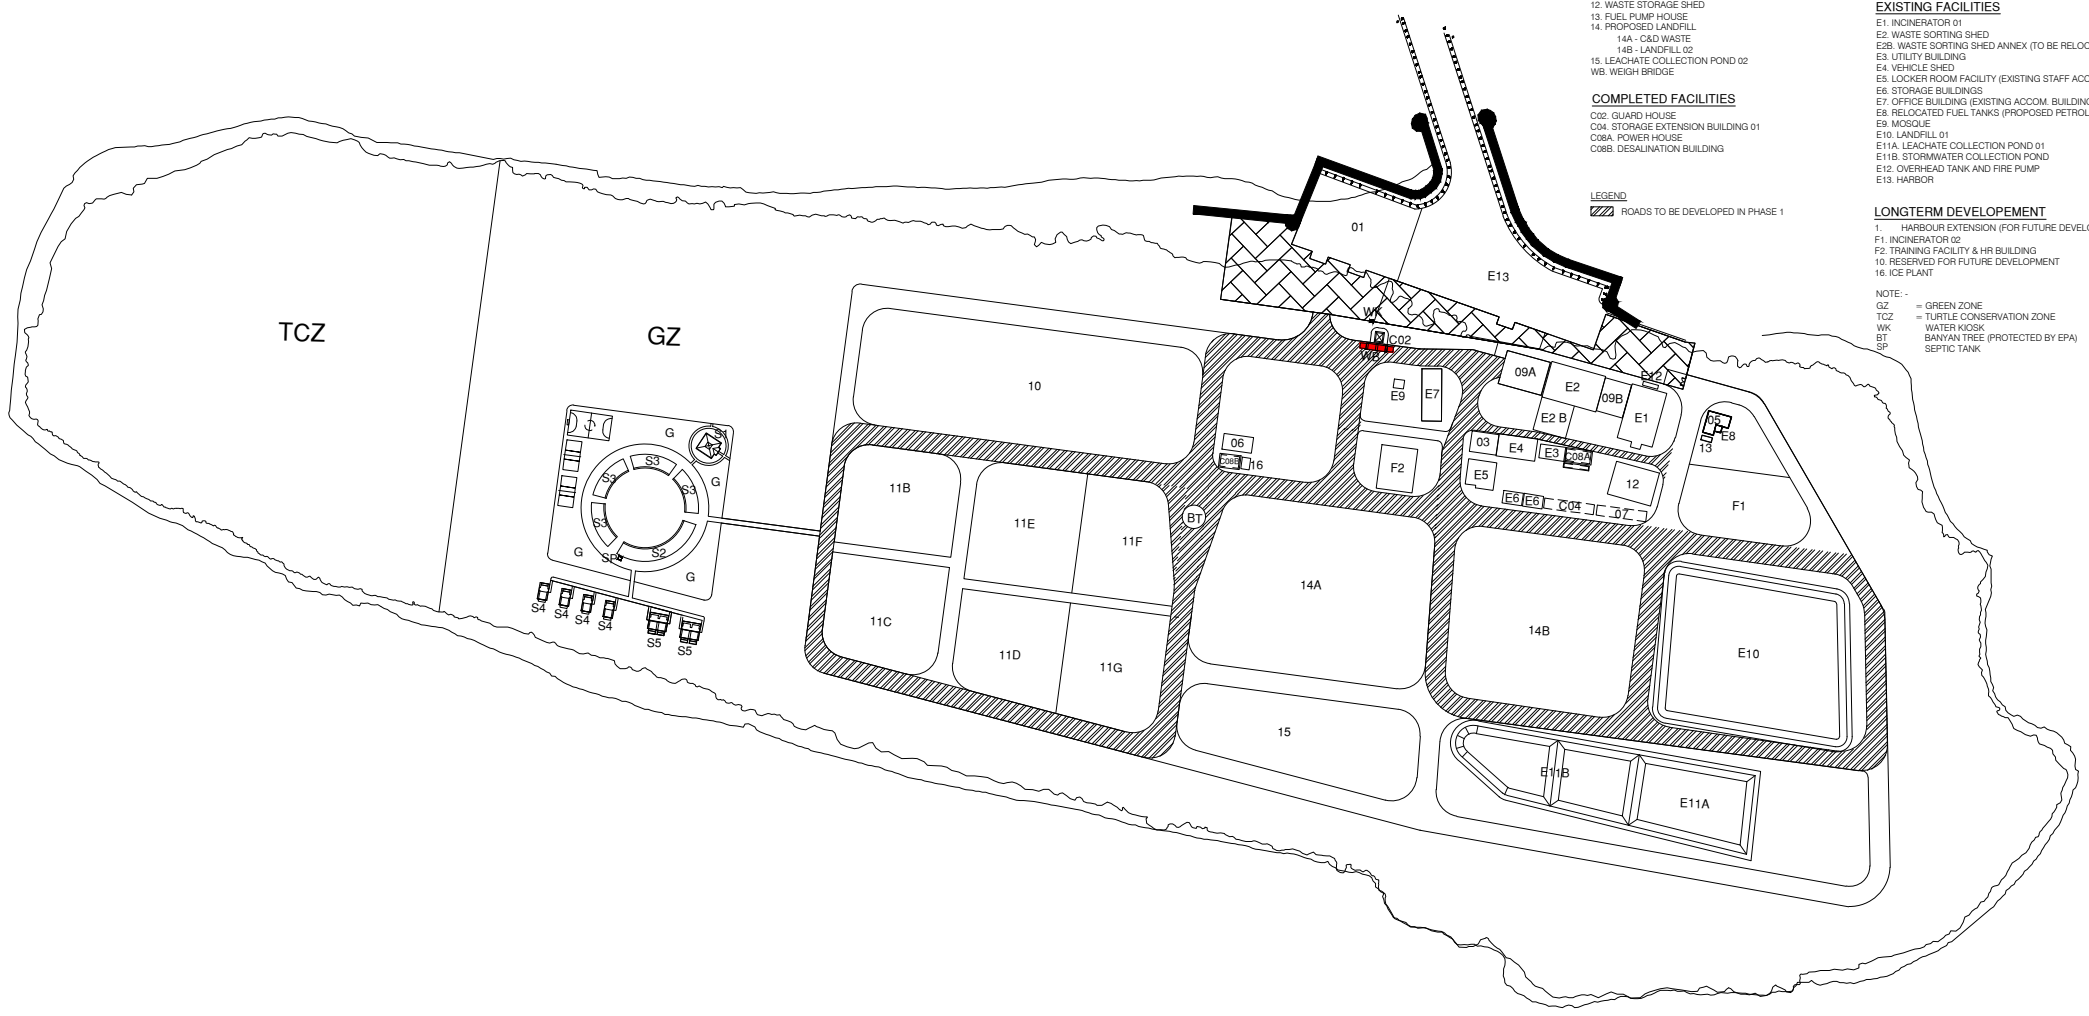 12. WASTE STORAGE SHED
13. FUEL PUMP HOUSE
14. PROPOSED LANDFILL
14A - C&D WASTE
14B - LANDFILL 02
15. LEACHATE COLLECTION POND 02
WB. WEIGH BRIDGE
COMPLETED FACILITIES
C02. GUARD HOUSE
C04. STORAGE EXTENSION BUILDING 01
C08A. POWER HOUSE
C08B. DESALINATION BUILDING
LEGEND
ROADS TO BE DEVELOPED IN PHASE 1
EXISTING FACILITIES
E1. INCINERATOR 01
E2. WASTE SORTING SHED
E2B. WASTE SORTING SHED ANNEX (TO BE RELOC
E3. UTILITY BUILDING
E4. VEHICLE SHED
E5. LOCKER ROOM FACILITY (EXISTING STAFF ACC
E6. STORAGE BUILDINGS
E7. OFFICE BUILDING (EXISTING ACCOM. BUILDING
E8. RELOCATED FUEL TANKS (PROPOSED PETROL
E9. MOSQUE
E10. LANDFILL 01
E11A. LEACHATE COLLECTION POND 01
E11B. STORMWATER COLLECTION POND
E12. OVERHEAD TANK AND FIRE PUMP
E13. HARBOR
LONGTERM DEVELOPEMENT
1. HARBOUR EXTENSION (FOR FUTURE DEVEL
F1. INCINERATOR 02
F2. TRAINING FACILITY & HR BUILDING
10. RESERVED FOR FUTURE DEVELOPMENT
16. ICE PLANT
NOTE: -
GZ = GREEN ZONE
TCZ = TURTLE CONSERVATION ZONE
WK WATER KIOSK
BT BANYAN TREE (PROTECTED BY EPA)
SP SEPTIC TANK
01
E13
WK
C02
WB
TCZ
GZ
10
E9
E7
09A
E2
09B
E1
E12
E2 B
05
E8
13
06
C08B
16
F2
03
E4
E3
C08A
E5
12
E6
E6
C04
07
F1
G
S1
S3
S3
S3
G
S3
S2
G
SP
G
S4
S4
S4
S4
S5
S5
11B
11E
11F
BT
11C
11D
11G
14A
14B
E10
15
E11B
E11A